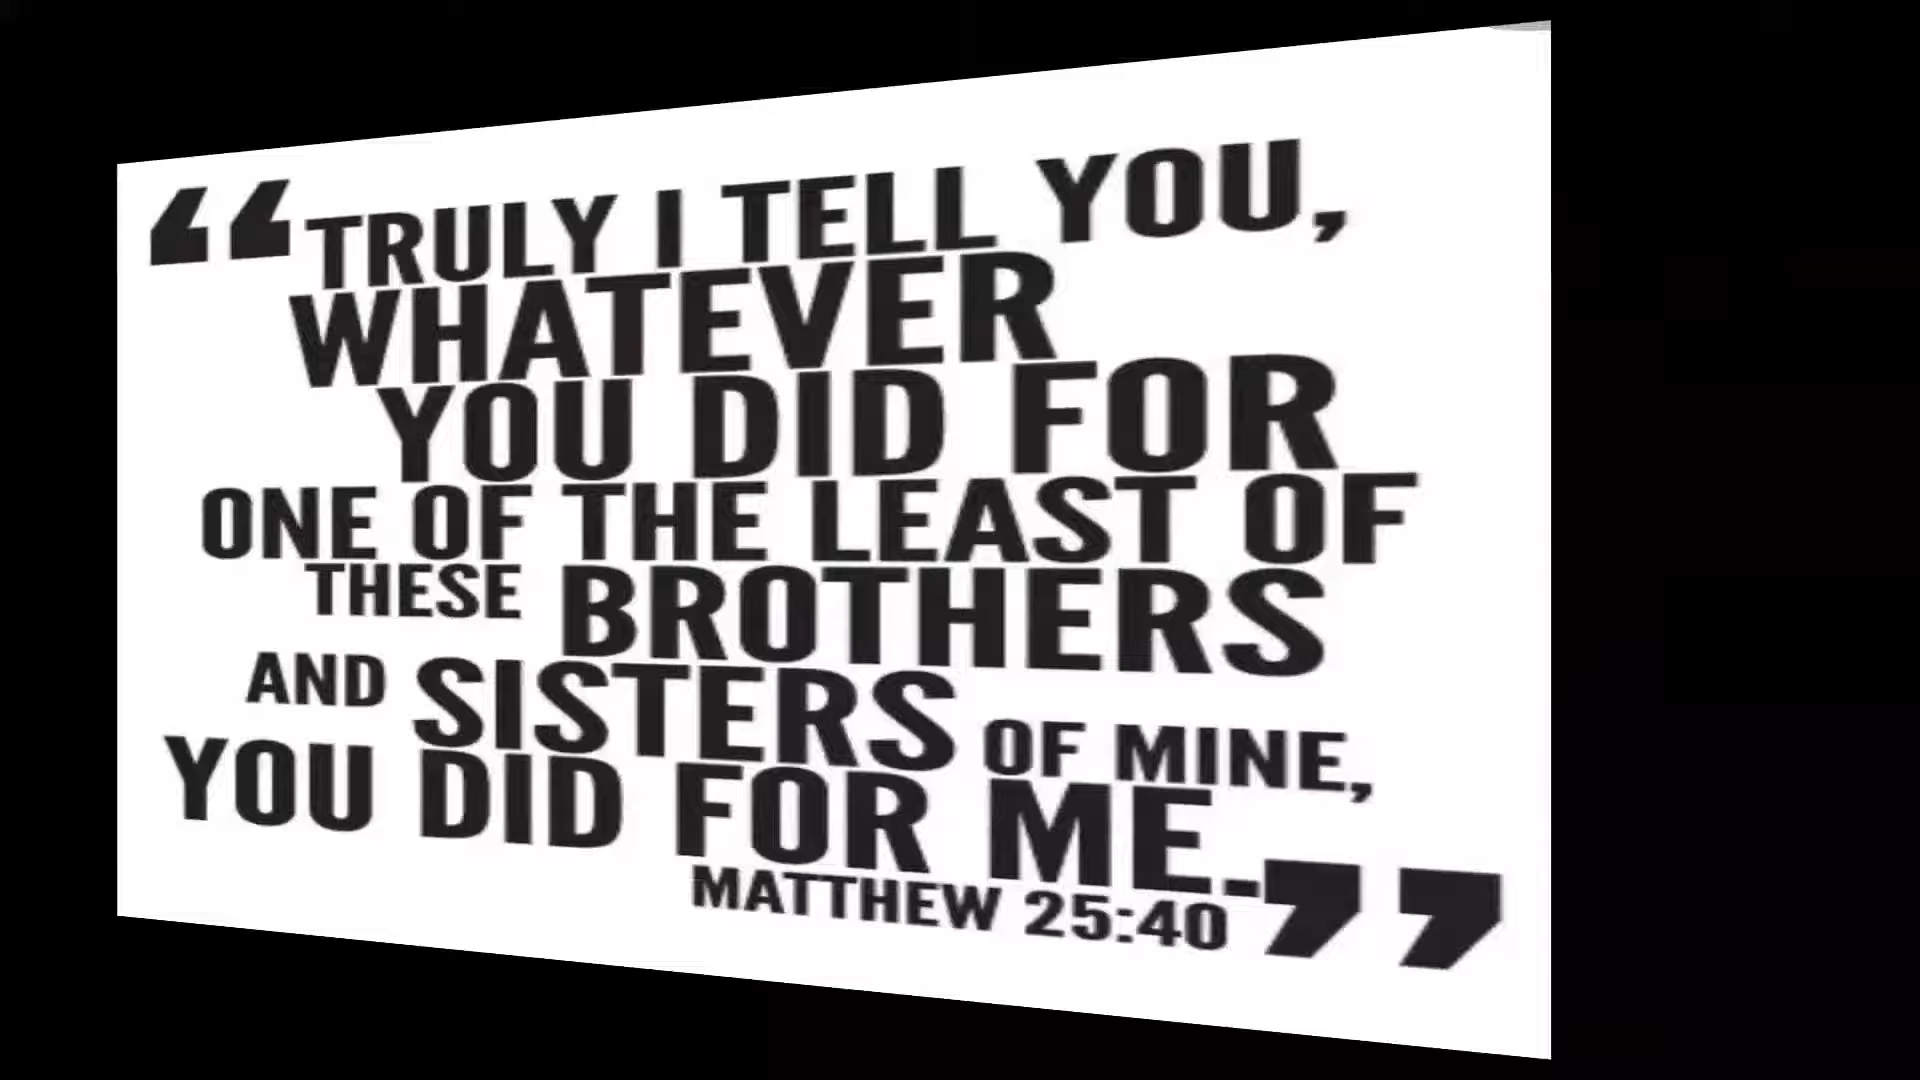 “TRULY I TELL YOU,
WHATEVER
YOU DID FOR
ONE OF THE LEAST OF
THESE BROTHERS
AND SISTERS OF MINE,
YOU DID FOR ME.”
MATTHEW 25:40